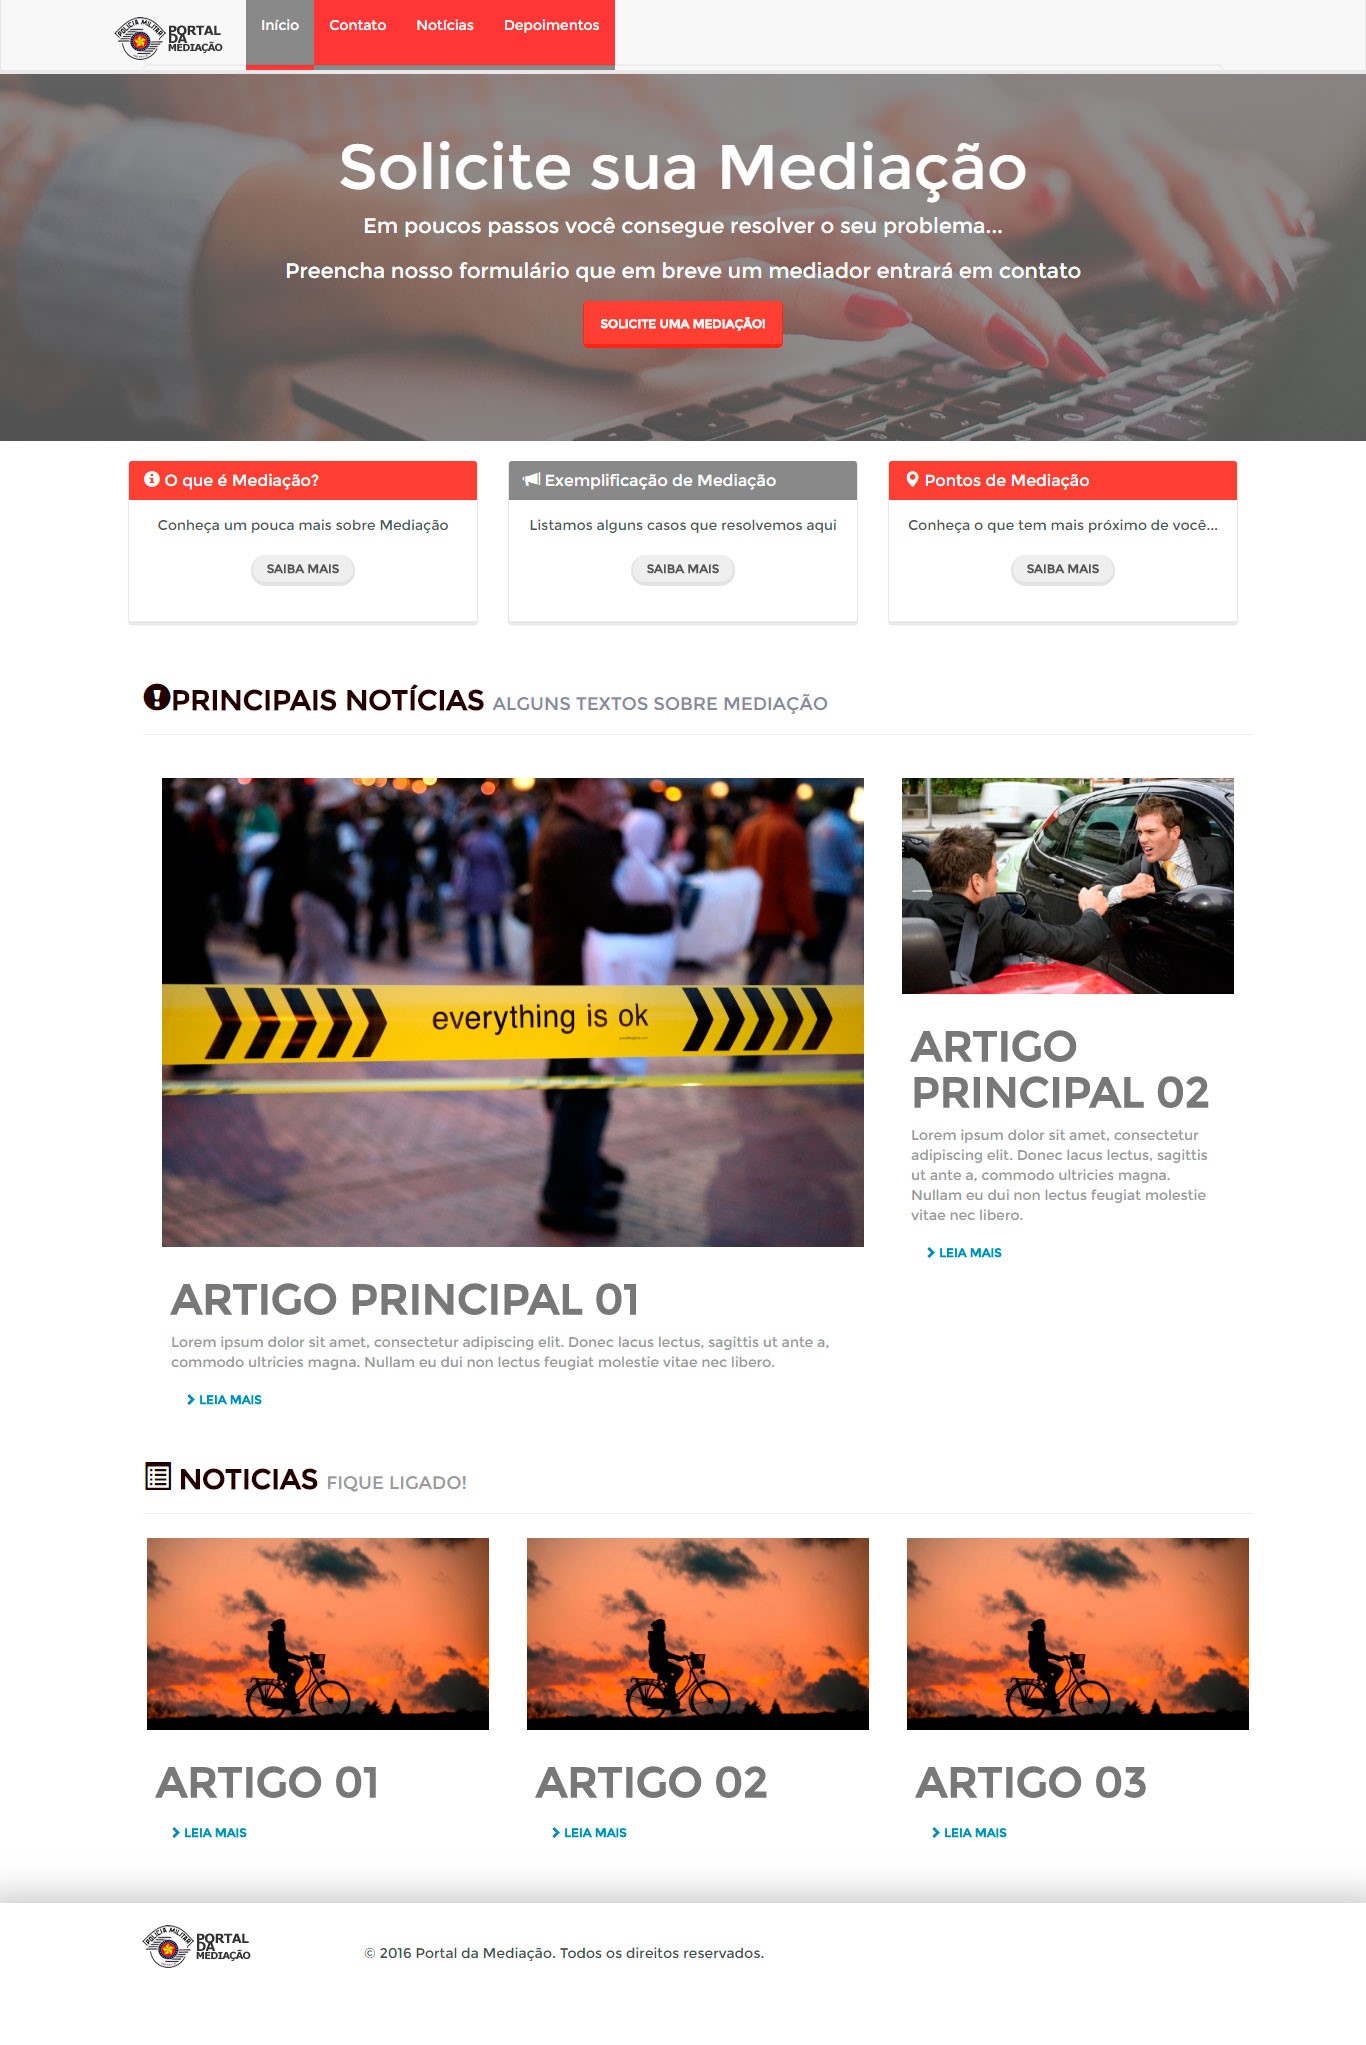 POLICIA MILITAR
PORTAL
DA
MEDIAÇÃO
Início
Contato
Notícias
Depoimentos
Solicite sua Mediação
Em poucos passos você consegue resolver o seu problema...
Preencha nosso formulário que em breve um mediador entrará em contato
SOLICITE UMA MEDIAÇÃO!
O que é Mediação?
Conheça um pouca mais sobre Mediação
SAIBA MAIS
Exemplificação de Mediação
Listamos alguns casos que resolvemos aqui
SAIBA MAIS
Pontos de Mediação
Conheça o que tem mais próximo de você...
SAIBA MAIS
PRINCIPAIS NOTÍCIAS ALGUNS TEXTOS SOBRE MEDIAÇÃO
everything is ok
ARTIGO PRINCIPAL 01
Lorem ipsum dolor sit amet, consectetur adipiscing elit. Donec lacus lectus, sagittis ut ante a,
commodo ultricies magna. Nullam eu dui non lectus feugiat molestie vitae nec libero.
LEIA MAIS
ARTIGO
PRINCIPAL 02
Lorem ipsum dolor sit amet, consectetur
adipiscing elit. Donec lacus lectus, sagittis
ut ante a, commodo ultricies magna.
Nullam eu dui non lectus feugiat molestie
vitae nec libero.
LEIA MAIS
NOTICIAS FIQUE LIGADO!
ARTIGO 01
LEIA MAIS
ARTIGO 02
LEIA MAIS
ARTIGO 03
LEIA MAIS
POLICIA MILITAR
PORTAL
DA
MEDIAÇÃO
© 2016 Portal da Mediação. Todos os direitos reservados.